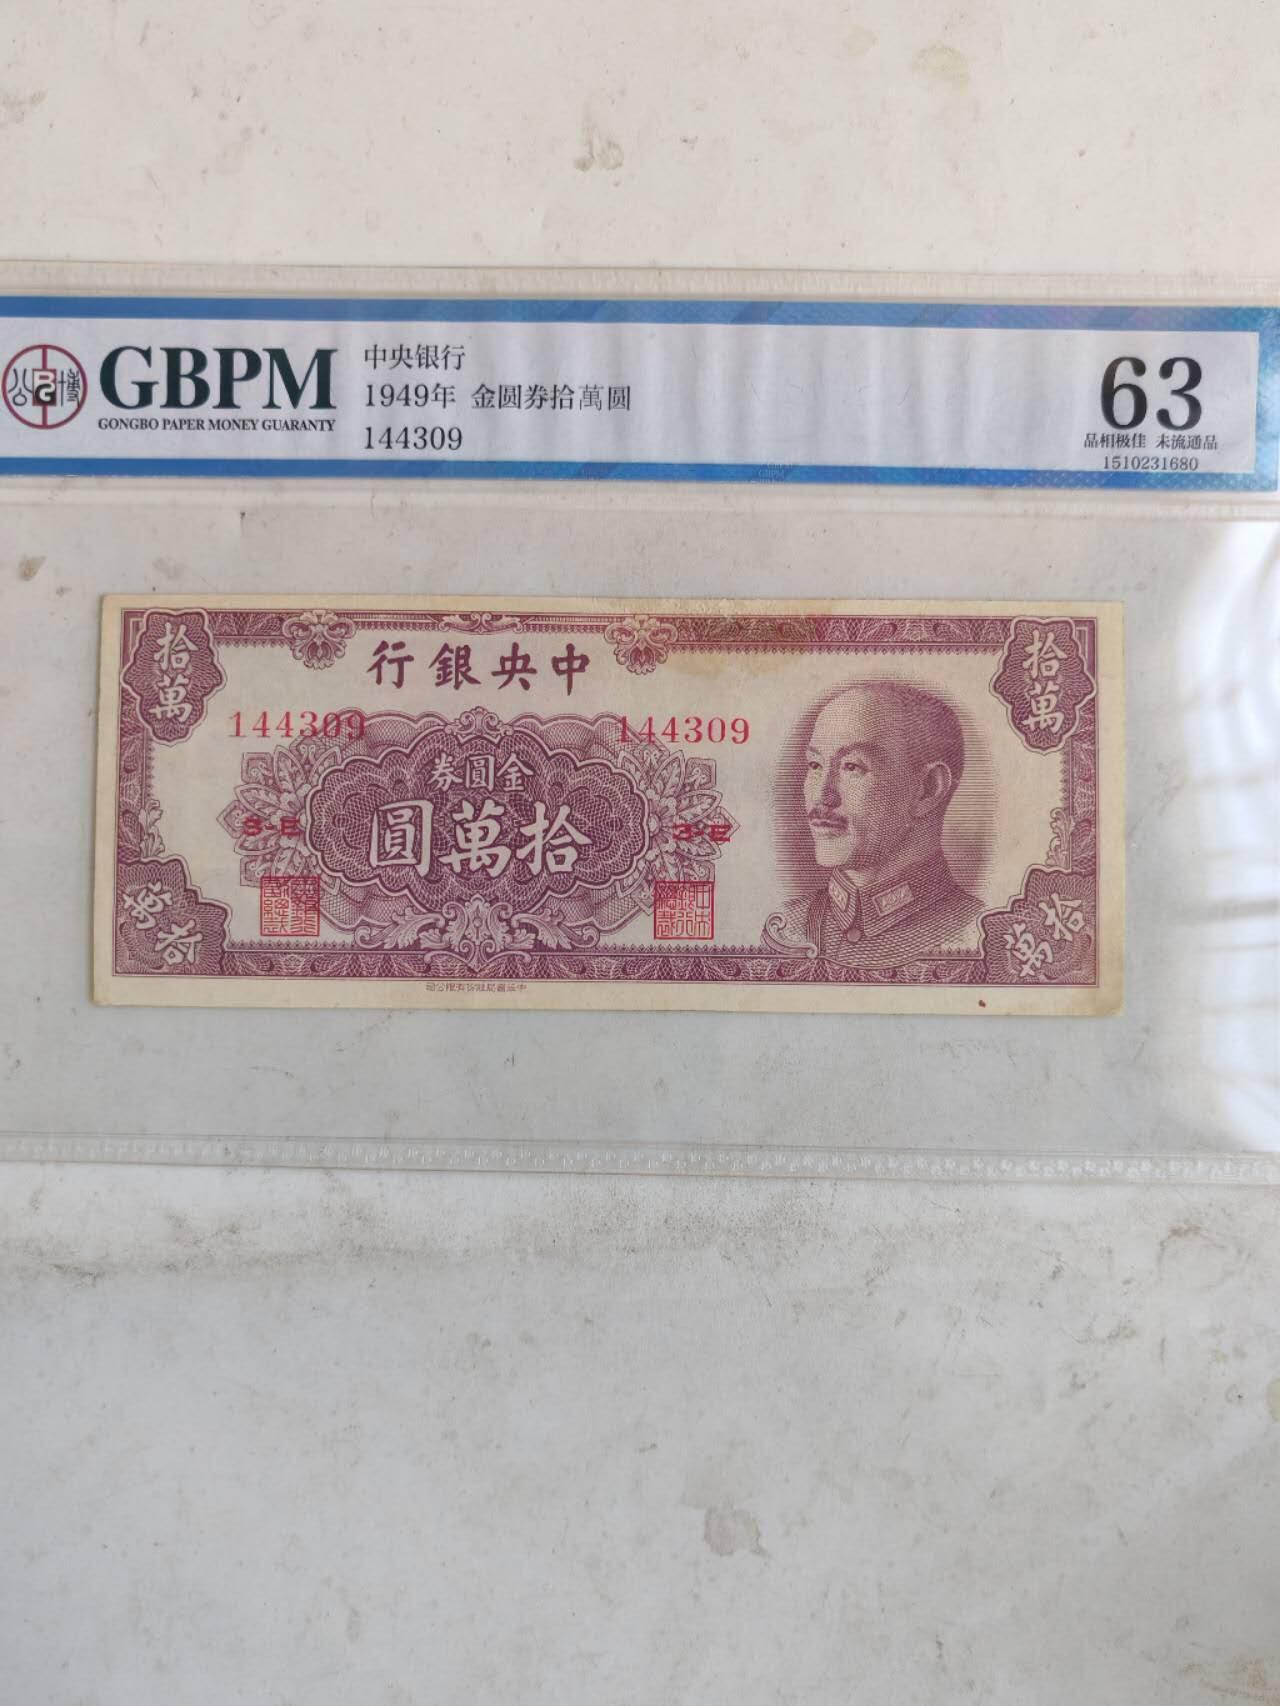 GBPM
GONGBO PAPER MONEY GUARANTY
中央银行
1949年 金圆券拾萬圆
144309
63
品相极佳 未流通品
1510231680
拾萬
拾萬
行銀央中
144309 144309
券圓金
圓萬拾
3-E 3-E
萬拾
拾萬